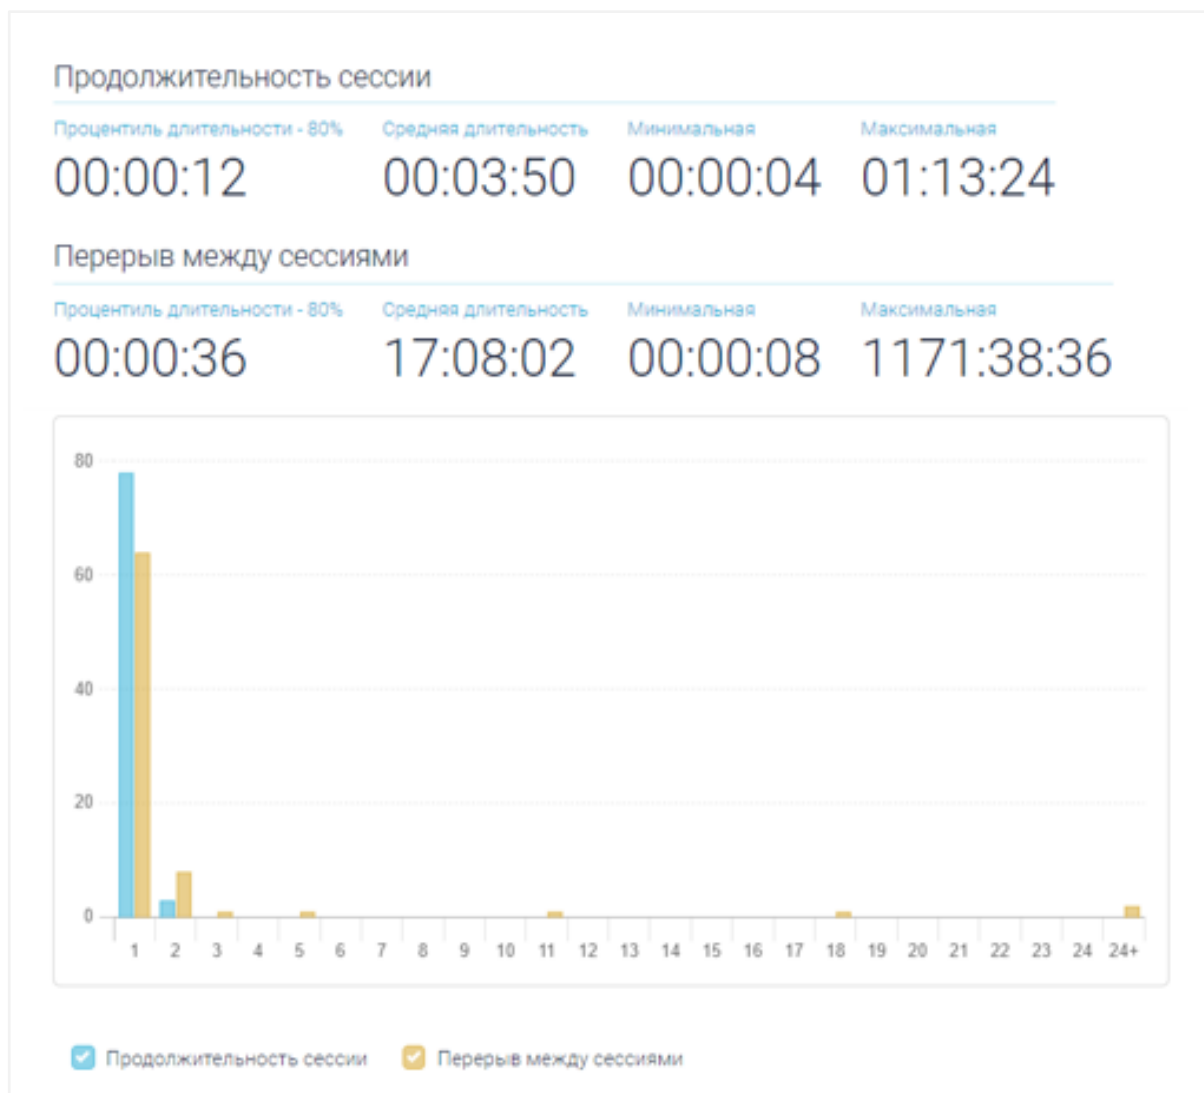 Продолжительность сессии
Процентиль длительности - 80% Средняя длительность Минимальная Максимальная
00:00:12 00:03:50 00:00:04 01:13:24
Перерыв между сессиями
Процентиль длительности - 80% Средняя длительность Минимальная Максимальная
00:00:36 17:08:02 00:00:08 1171:38:36
80
60
40
20
0
1 2 3 4 5 6 7 8 9 10 11 12 13 14 15 16 17 18 19 20 21 22 23 24 24+
Продолжительность сессии Перерыв между сессиями